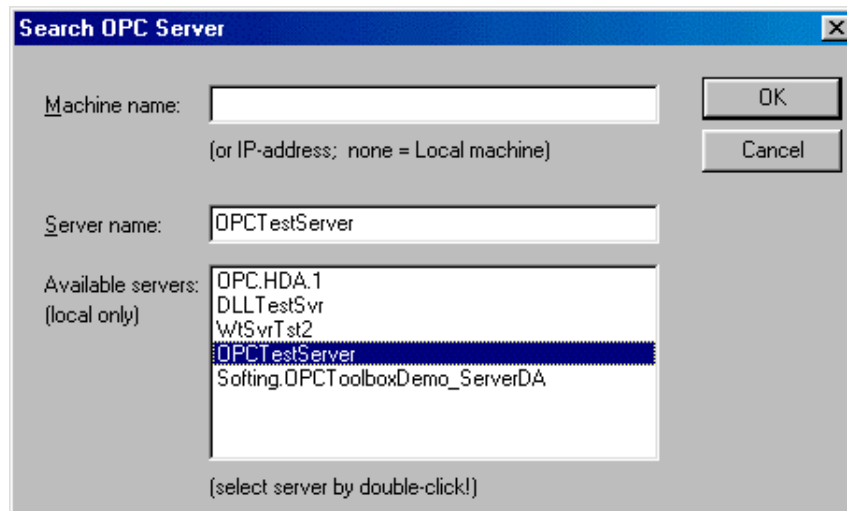 Search OPC Server
Machine name:
OK
(or IP-address; none = Local machine)
Cancel
Server name: OPCTestServer
Available servers:
(local only)
OPC.HDA.1
DLLTestSvr
WtSvrTst2
OPCTestServer
Softing.OPCToolboxDemo_ServerDA
(select server by double-click!)